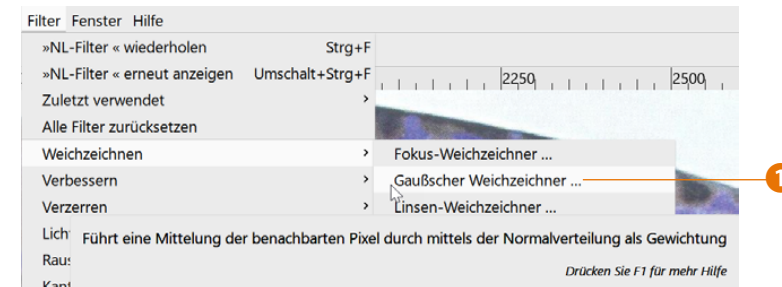 Filter Fenster Hilfe
»NL-Filter « wiederholen Strg+F
»NL-Filter « erneut anzeigen Umschalt+Strg+F
2250 2500
Zuletzt verwendet ›
Alle Filter zurücksetzen
Weichzeichnen › Fokus-Weichzeichner ...
Verbessern › Gaußscher Weichzeichner ... 1
Verzerren › Linsen-Weichzeichner ...
Führt eine Mittelung der benachbarten Pixel durch mittels der Normalverteilung als Gewichtung
Drücken Sie F1 für mehr Hilfe